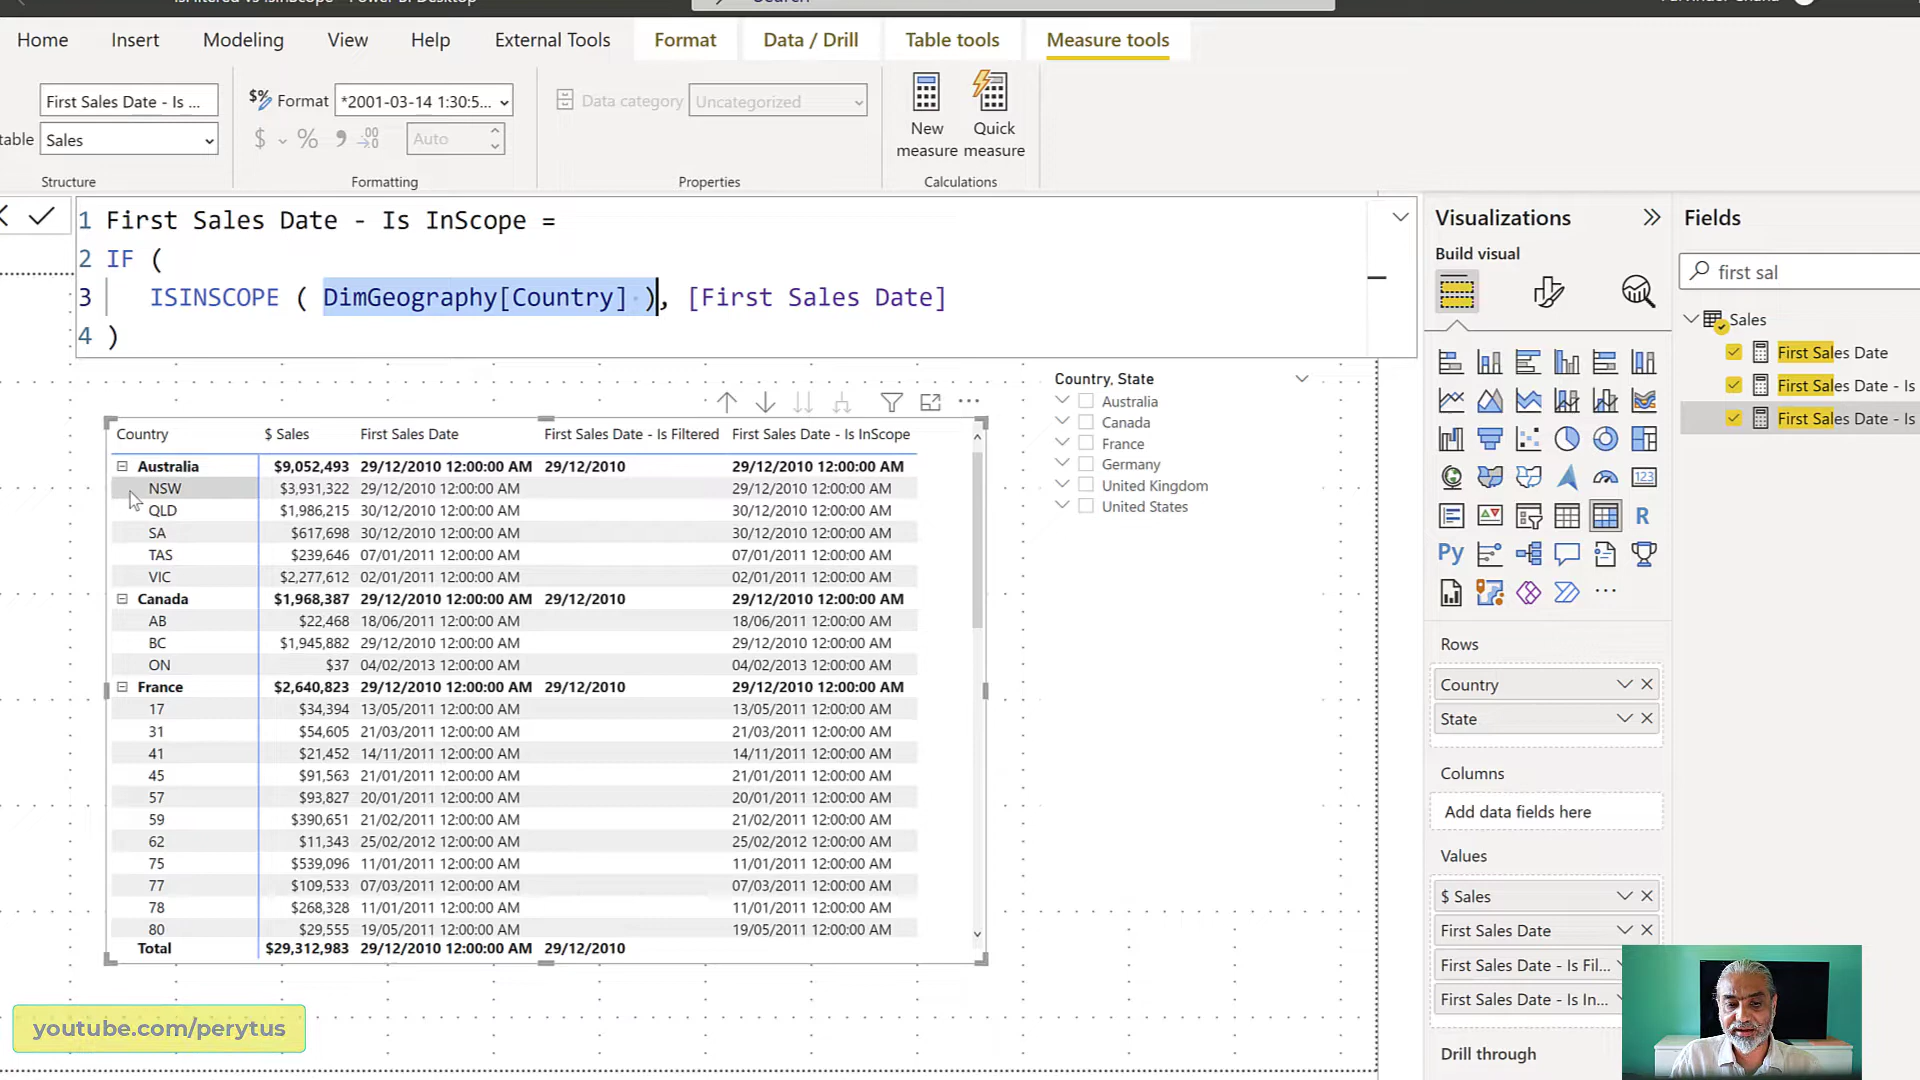 Home Insert Modeling View Help External Tools Format Data / Drill Table tools Measure tools
First Sales Date - Is ...
Format *2001-03-14 1:30:5...
Data category Uncategorized
table Sales
$ % Auto
New measure
Quick measure
Structure Formatting Properties Calculations
1 First Sales Date - Is InScope =
2 IF (
3 ISINSCOPE ( DimGeography[Country] ), [First Sales Date]
4 )
Country $ Sales First Sales Date First Sales Date - Is Filtered First Sales Date - Is InScope
Australia $9,052,493 29/12/2010 12:00:00 AM 29/12/2010 29/12/2010 12:00:00 AM
NSW $3,931,322 29/12/2010 12:00:00 AM 29/12/2010 12:00:00 AM
QLD $1,986,215 30/12/2010 12:00:00 AM 30/12/2010 12:00:00 AM
SA $617,698 30/12/2010 12:00:00 AM 30/12/2010 12:00:00 AM
TAS $239,646 07/01/2011 12:00:00 AM 07/01/2011 12:00:00 AM
VIC $2,277,612 02/01/2011 12:00:00 AM 02/01/2011 12:00:00 AM
Canada $1,968,387 29/12/2010 12:00:00 AM 29/12/2010 29/12/2010 12:00:00 AM
AB $22,468 18/06/2011 12:00:00 AM 18/06/2011 12:00:00 AM
BC $1,945,882 29/12/2010 12:00:00 AM 29/12/2010 12:00:00 AM
ON $37 04/02/2013 12:00:00 AM 04/02/2013 12:00:00 AM
France $2,640,823 29/12/2010 12:00:00 AM 29/12/2010 29/12/2010 12:00:00 AM
17 $34,394 13/05/2011 12:00:00 AM 13/05/2011 12:00:00 AM
31 $54,605 21/03/2011 12:00:00 AM 21/03/2011 12:00:00 AM
41 $21,452 14/11/2011 12:00:00 AM 14/11/2011 12:00:00 AM
45 $91,563 21/01/2011 12:00:00 AM 21/01/2011 12:00:00 AM
57 $93,827 20/01/2011 12:00:00 AM 20/01/2011 12:00:00 AM
59 $390,651 21/02/2011 12:00:00 AM 21/02/2011 12:00:00 AM
62 $11,343 25/02/2012 12:00:00 AM 25/02/2012 12:00:00 AM
75 $539,096 11/01/2011 12:00:00 AM 11/01/2011 12:00:00 AM
77 $109,533 07/03/2011 12:00:00 AM 07/03/2011 12:00:00 AM
78 $268,328 11/01/2011 12:00:00 AM 11/01/2011 12:00:00 AM
80 $29,555 19/05/2011 12:00:00 AM 19/05/2011 12:00:00 AM
Total $29,312,983 29/12/2010 12:00:00 AM 29/12/2010
Country, State
Australia
Canada
France
Germany
United Kingdom
United States
Visualizations
Build visual
123
R
Py
Rows
Country
State
Columns
Add data fields here
Values
$ Sales
First Sales Date
First Sales Date - Is Fil...
First Sales Date - Is In...
Drill through
Fields
first sal
Sales
First Sales Date
First Sales Date - Is
First Sales Date - Is
youtube.com/perytus